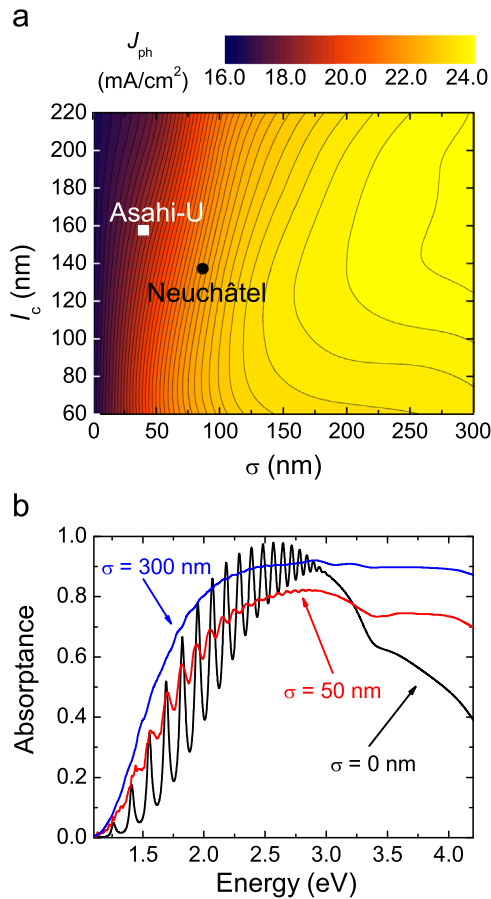 a
J_ph
(mA/cm²)
16.0 18.0 20.0 22.0 24.0
220
200
180
160
140
120
100
80
60
l_c (nm)
Asahi-U
Neuchâtel
0 50 100 150 200 250 300
σ (nm)
b
1.0
0.8
0.6
0.4
0.2
0.0
Absorptance
σ = 300 nm
σ = 50 nm
σ = 0 nm
1.5 2.0 2.5 3.0 3.5 4.0
Energy (eV)